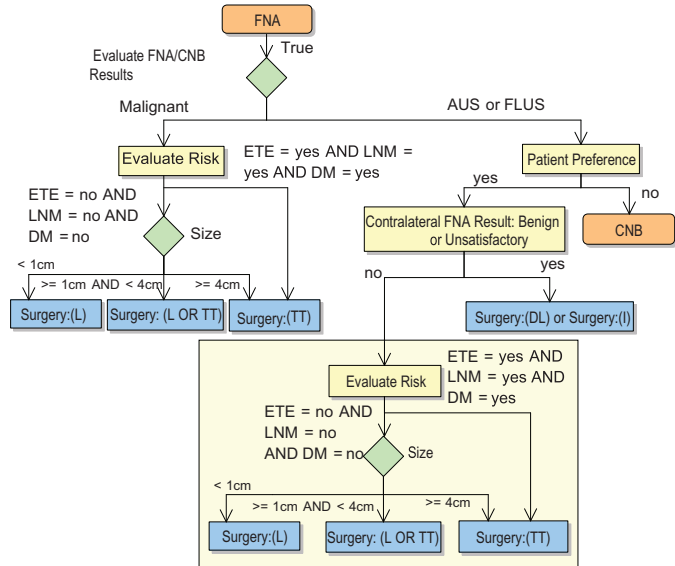 FNA
True
Evaluate FNA/CNB
Results
Malignant
AUS or FLUS
Evaluate Risk
ETE = yes AND LNM =
yes AND DM = yes
Patient Preference
yes
no
ETE = no AND
LNM = no AND
DM = no
Size
Contralateral FNA Result: Benign
or Unsatisfactory
CNB
< 1cm
>= 1cm AND < 4cm
>= 4cm
no
yes
Surgery:(L)
Surgery: (L OR TT)
Surgery:(TT)
Surgery:(DL) or Surgery:(I)
Evaluate Risk
ETE = yes AND
LNM = yes AND
DM = yes
ETE = no AND
LNM = no
AND DM = no
Size
< 1cm
>= 1cm AND < 4cm
>= 4cm
Surgery:(L)
Surgery: (L OR TT)
Surgery:(TT)